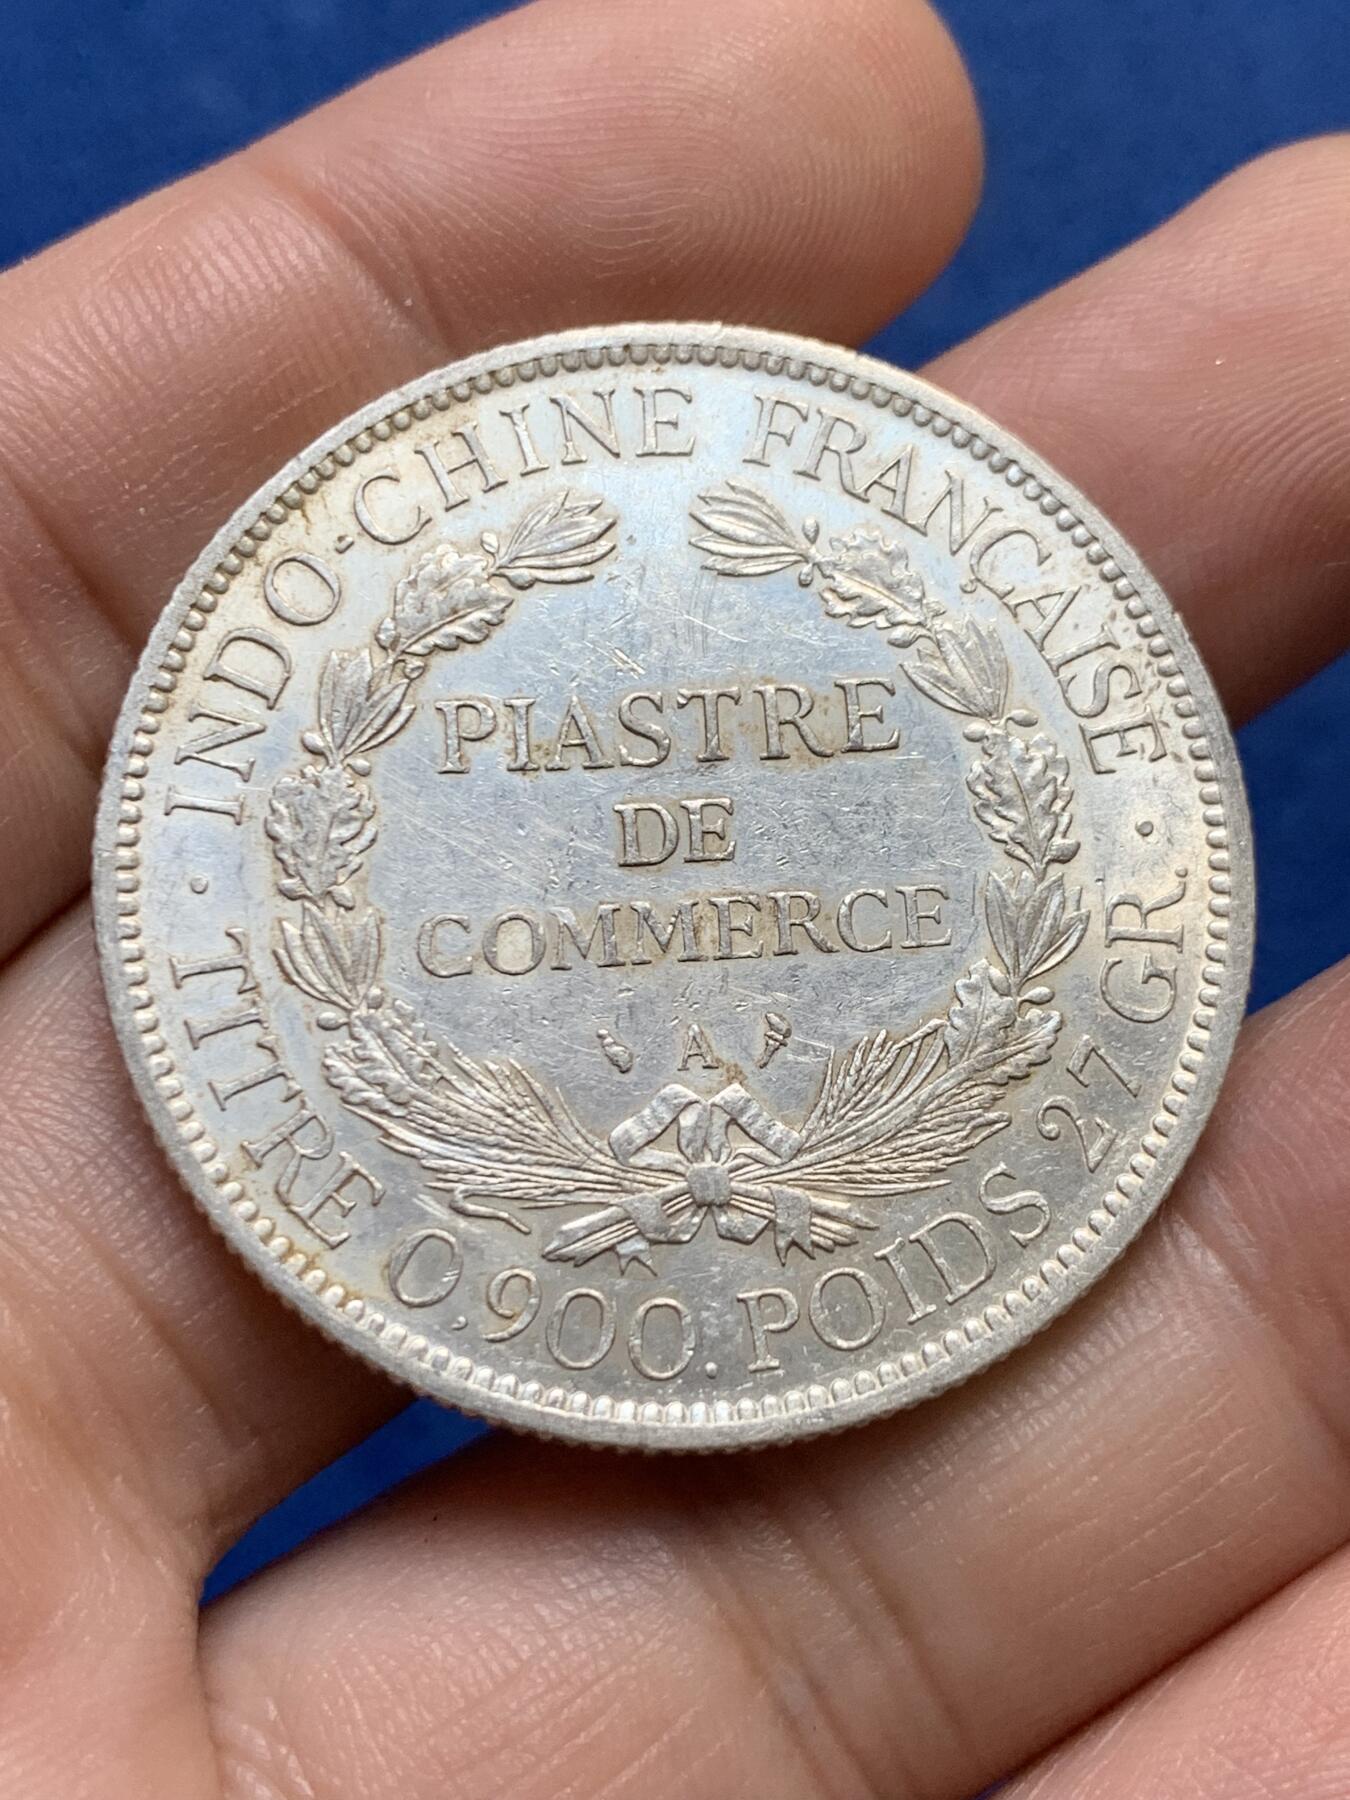 INDO-CHINE FRANÇAISE
PIASTRE
DE
COMMERCE
A
TITRE 0,900. POIDS 27 GR.